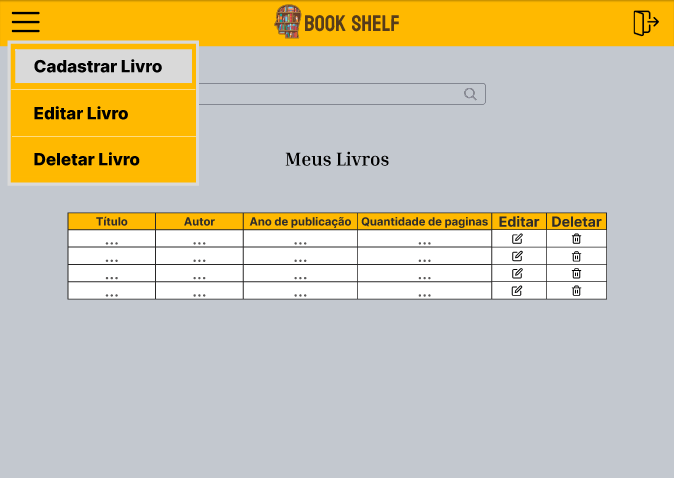 BOOK SHELF
Cadastrar Livro
Editar Livro
Deletar Livro
Meus Livros
Título Autor Ano de publicação Quantidade de paginas Editar Deletar
... ... ... ...
... ... ... ...
... ... ... ...
... ... ... ...